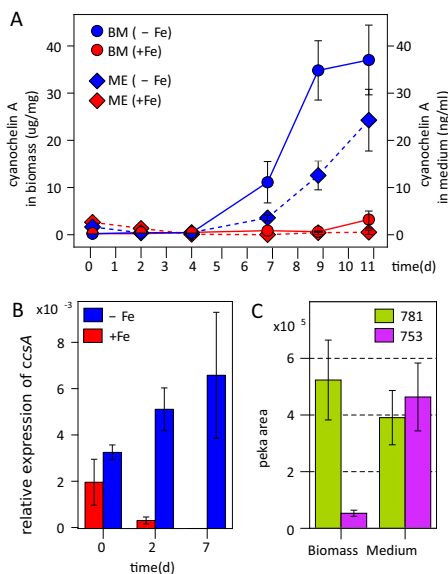 A
BM ( – Fe)
BM (+Fe)
ME ( – Fe)
ME (+Fe)
cyanochelin A
in biomass (ug/mg)
cyanochelin A
in medium (ng/ml)
40
30
20
10
0
40
30
20
10
0
0 1 2 3 4 5 6 7 8 9 10 11 time(d)
B
x10 -3
– Fe
+Fe
relative expression of ccsA
8
6
4
2
0
0 2 7
time(d)
C
781
753
x10 5
peka area
6
4
2
0
Biomass Medium